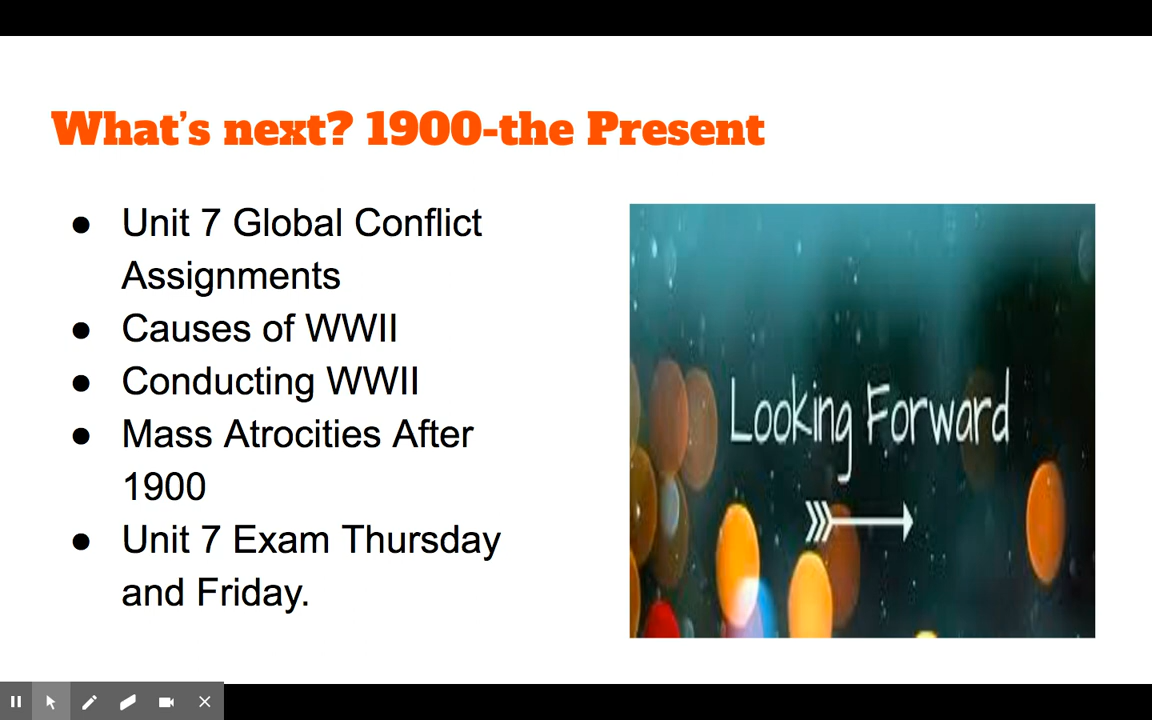 What's next? 1900-the Present
● Unit 7 Global Conflict
Assignments
● Causes of WWII
● Conducting WWII
● Mass Atrocities After
1900
● Unit 7 Exam Thursday
and Friday.
Looking Forward